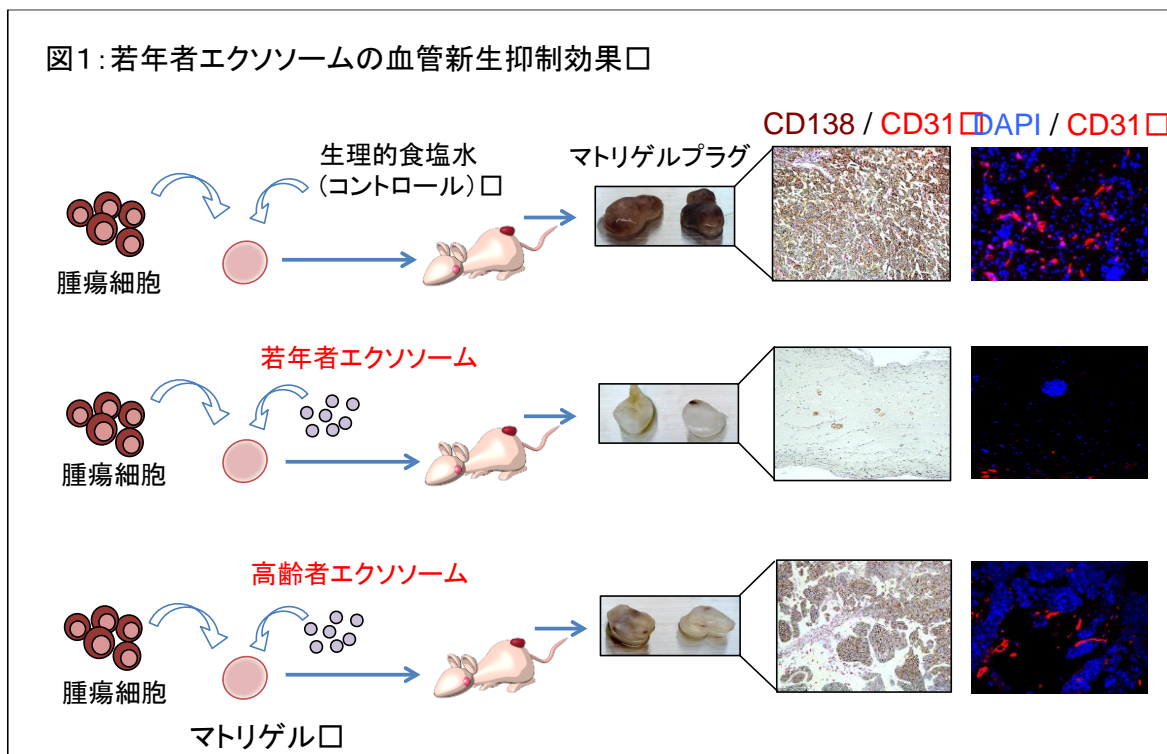 図1:若年者エクソソームの血管新生抑制効果□
CD138 / CD31□
DAPI / CD31□
生理的食塩水
(コントロール)□
マトリゲルプラグ
腫瘍細胞
若年者エクソソーム
腫瘍細胞
高齢者エクソソーム
腫瘍細胞
マトリゲル□